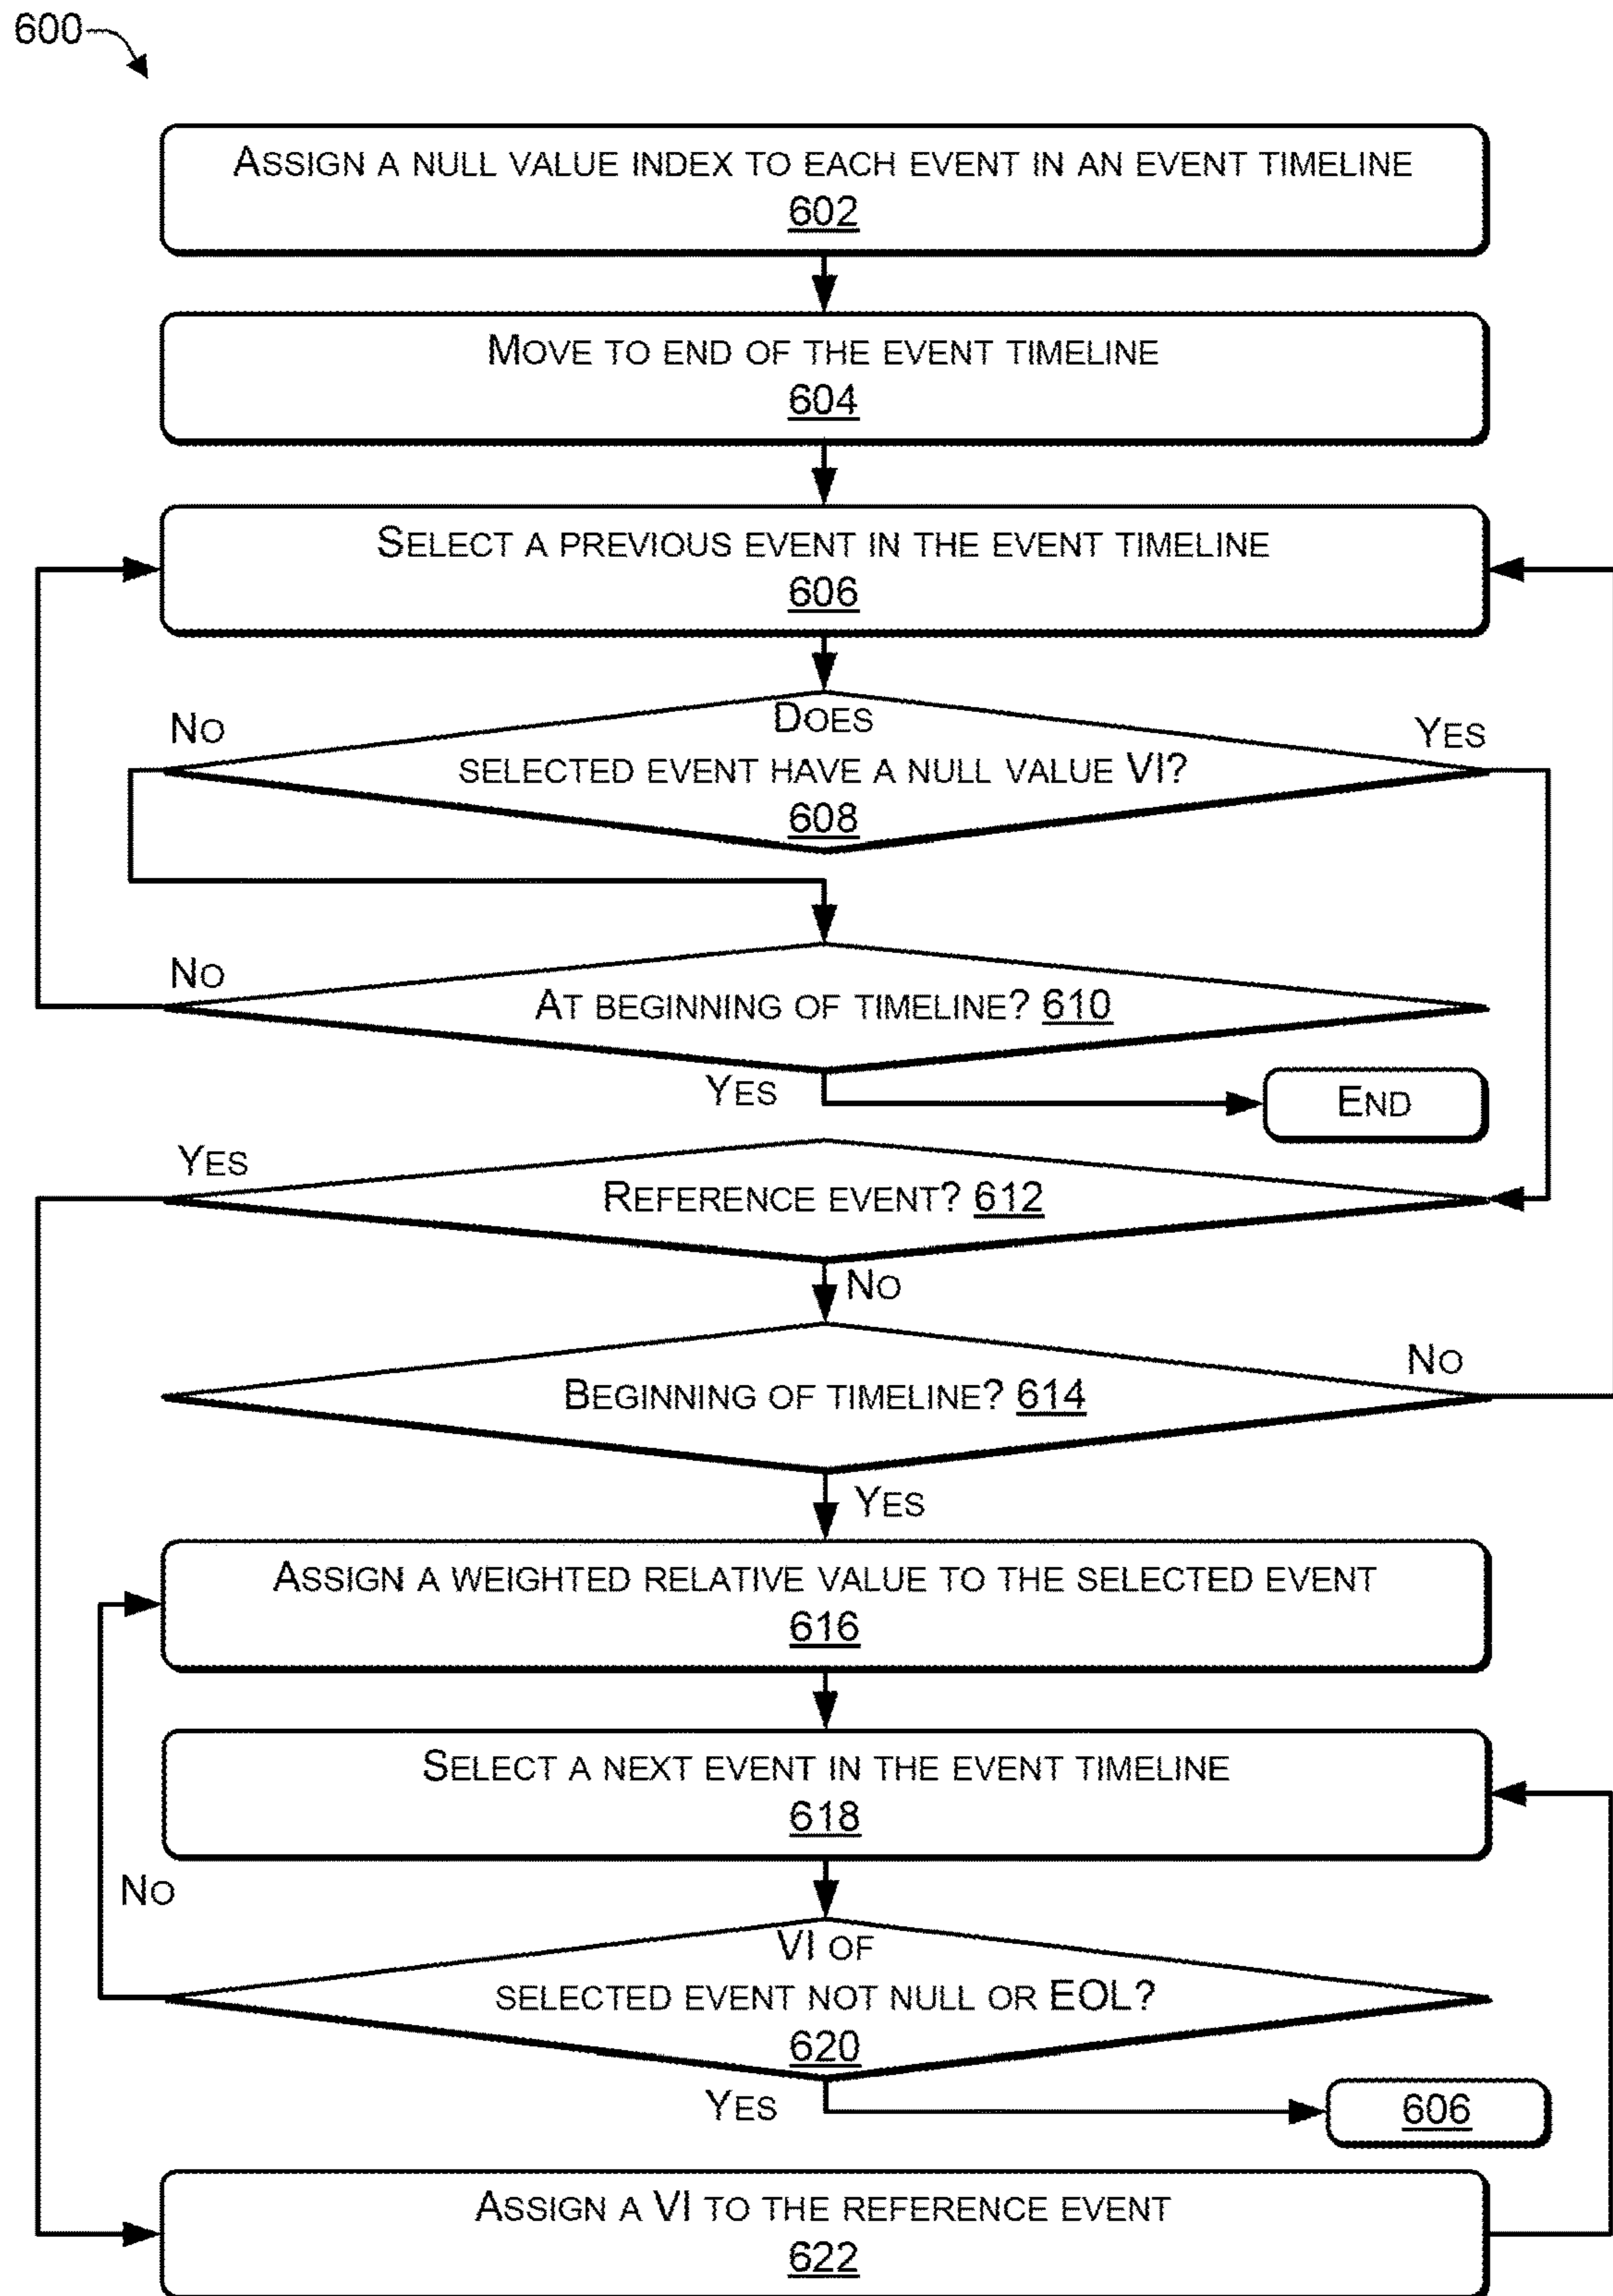 600
ASSIGN A NULL VALUE INDEX TO EACH EVENT IN AN EVENT TIMELINE
602
MOVE TO END OF THE EVENT TIMELINE
604
SELECT A PREVIOUS EVENT IN THE EVENT TIMELINE
606
NO
DOES
YES
SELECTED EVENT HAVE A NULL VALUE VI?
608
NO
AT BEGINNING OF TIMELINE? 610
YES
END
YES
REFERENCE EVENT? 612
NO
BEGINNING OF TIMELINE? 614
NO
YES
ASSIGN A WEIGHTED RELATIVE VALUE TO THE SELECTED EVENT
616
SELECT A NEXT EVENT IN THE EVENT TIMELINE
618
NO
VI OF
SELECTED EVENT NOT NULL OR EOL?
620
YES
606
ASSIGN A VI TO THE REFERENCE EVENT
622